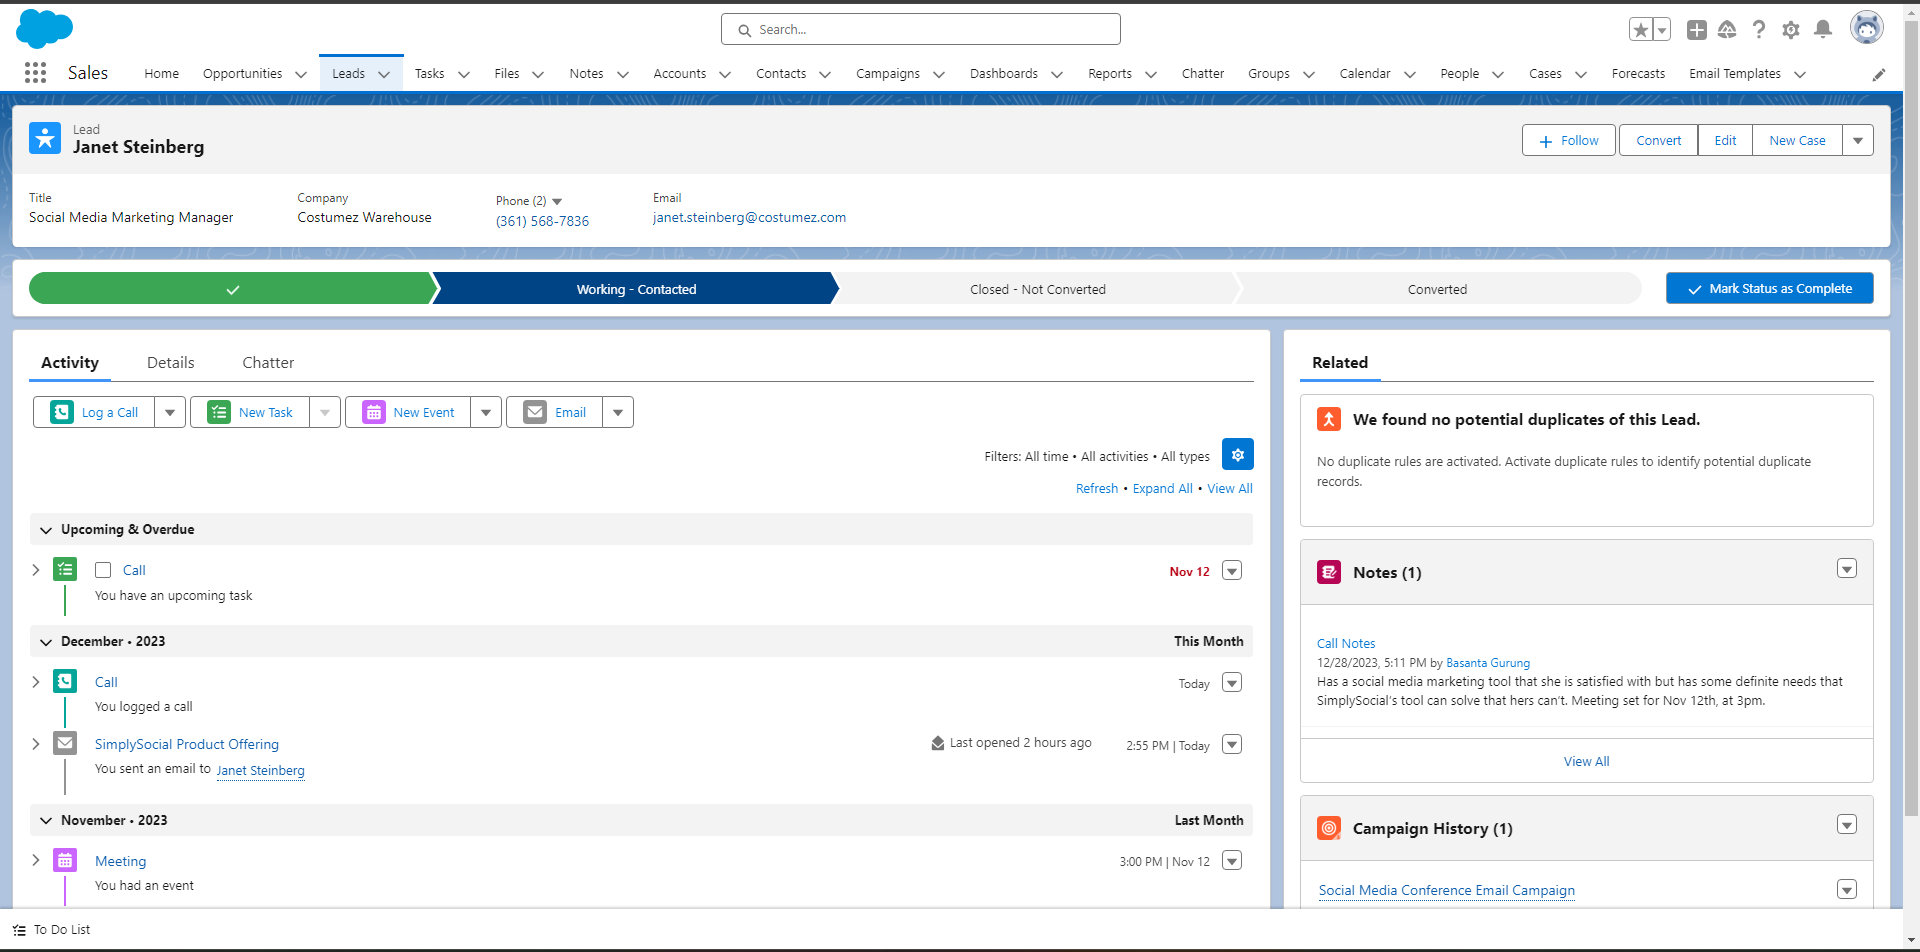 Search...
Sales
Home
Opportunities
Leads
Tasks
Files
Notes
Accounts
Contacts
Campaigns
Dashboards
Reports
Chatter
Groups
Calendar
People
Cases
Forecasts
Email Templates
Lead
Janet Steinberg
Follow
Convert
Edit
New Case
Title
Social Media Marketing Manager
Company
Costumez Warehouse
Phone (2)
(361) 568-7836
Email
janet.steinberg@costumez.com
Working - Contacted
Closed - Not Converted
Converted
Mark Status as Complete
Activity
Details
Chatter
Log a Call
New Task
New Event
Email
Filters: All time • All activities • All types
Refresh • Expand All • View All
Upcoming & Overdue
Call
Nov 12
You have an upcoming task
December • 2023
This Month
Call
Today
You logged a call
SimplySocial Product Offering
Last opened 2 hours ago
2:55 PM | Today
You sent an email to Janet Steinberg
November • 2023
Last Month
Meeting
3:00 PM | Nov 12
You had an event
Related
We found no potential duplicates of this Lead.
No duplicate rules are activated. Activate duplicate rules to identify potential duplicate
records.
Notes (1)
Call Notes
12/28/2023, 5:11 PM by Basanta Gurung
Has a social media marketing tool that she is satisfied with but has some definite needs that
SimplySocial's tool can solve that hers can't. Meeting set for Nov 12th, at 3pm.
View All
Campaign History (1)
Social Media Conference Email Campaign
To Do List